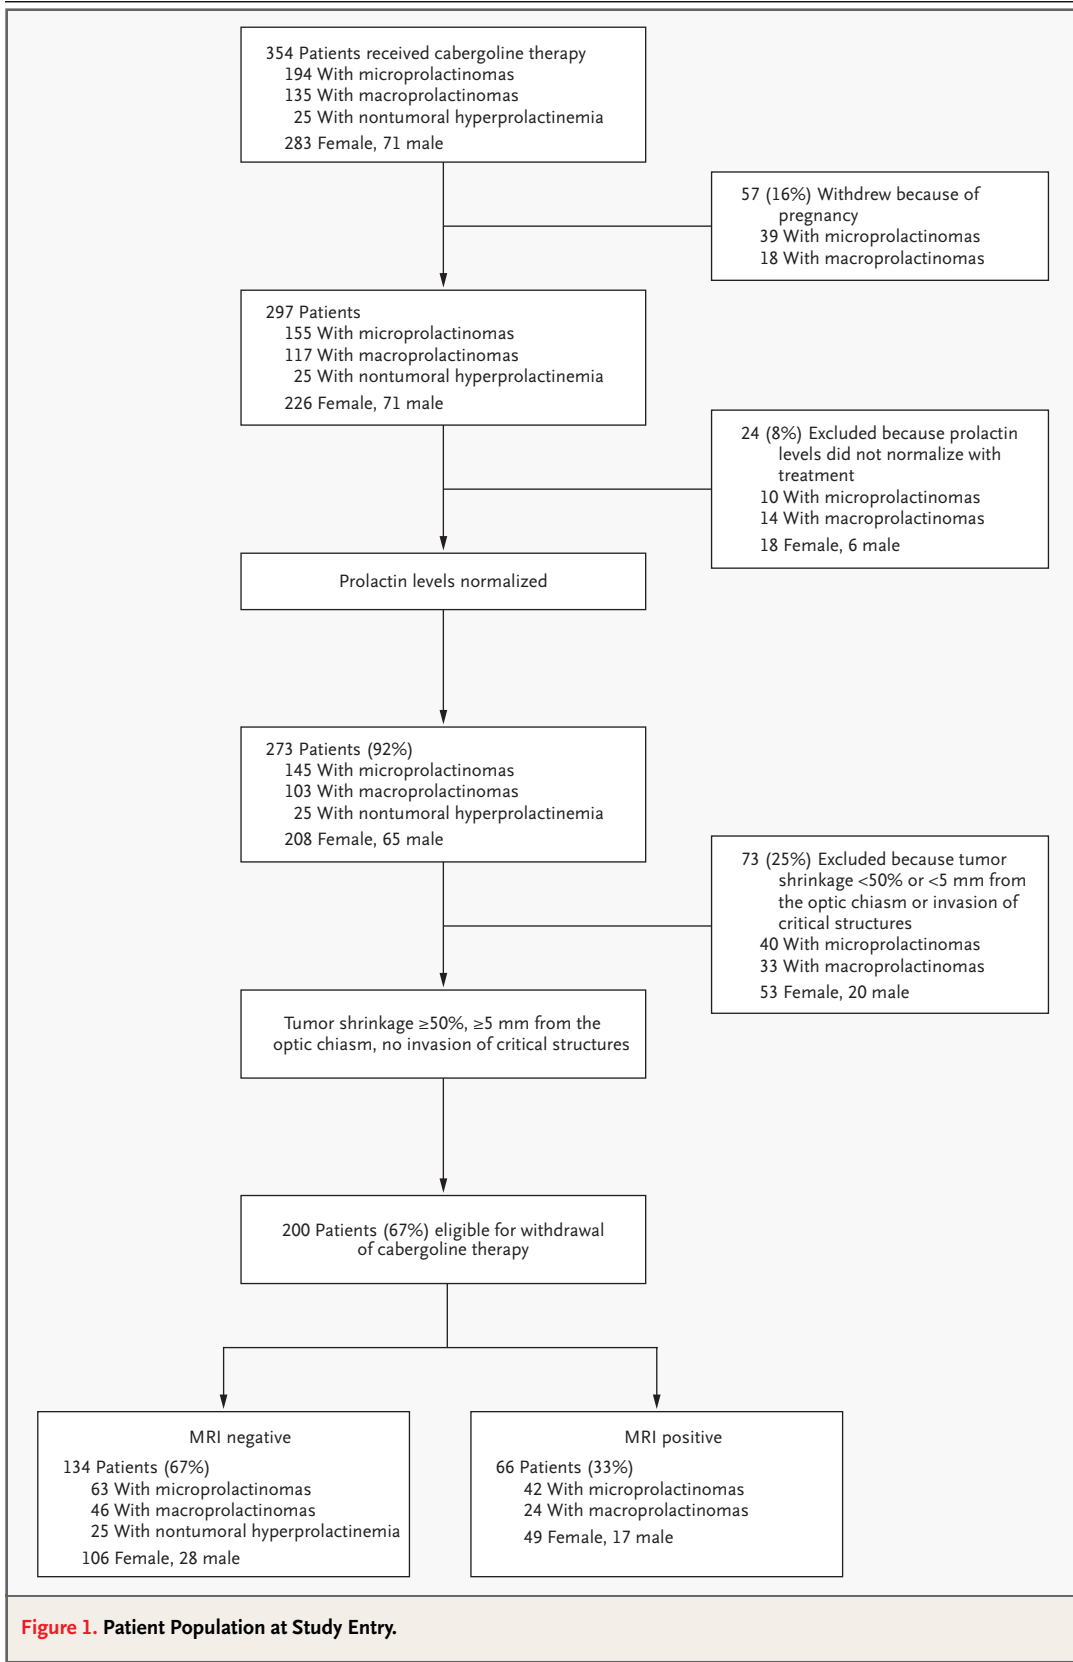 354 Patients received cabergoline therapy
194 With microprolactinomas
135 With macroprolactinomas
25 With nontumoral hyperprolactinemia
283 Female, 71 male
57 (16%) Withdrew because of
pregnancy
39 With microprolactinomas
18 With macroprolactinomas
297 Patients
155 With microprolactinomas
117 With macroprolactinomas
25 With nontumoral hyperprolactinemia
226 Female, 71 male
24 (8%) Excluded because prolactin
levels did not normalize with
treatment
10 With microprolactinomas
14 With macroprolactinomas
18 Female, 6 male
Prolactin levels normalized
273 Patients (92%)
145 With microprolactinomas
103 With macroprolactinomas
25 With nontumoral hyperprolactinemia
208 Female, 65 male
73 (25%) Excluded because tumor
shrinkage <50% or <5 mm from
the optic chiasm or invasion of
critical structures
40 With microprolactinomas
33 With macroprolactinomas
53 Female, 20 male
Tumor shrinkage ≥50%, ≥5 mm from the
optic chiasm, no invasion of critical structures
200 Patients (67%) eligible for withdrawal
of cabergoline therapy
MRI negative
134 Patients (67%)
63 With microprolactinomas
46 With macroprolactinomas
25 With nontumoral hyperprolactinemia
106 Female, 28 male
MRI positive
66 Patients (33%)
42 With microprolactinomas
24 With macroprolactinomas
49 Female, 17 male
Figure 1. Patient Population at Study Entry.